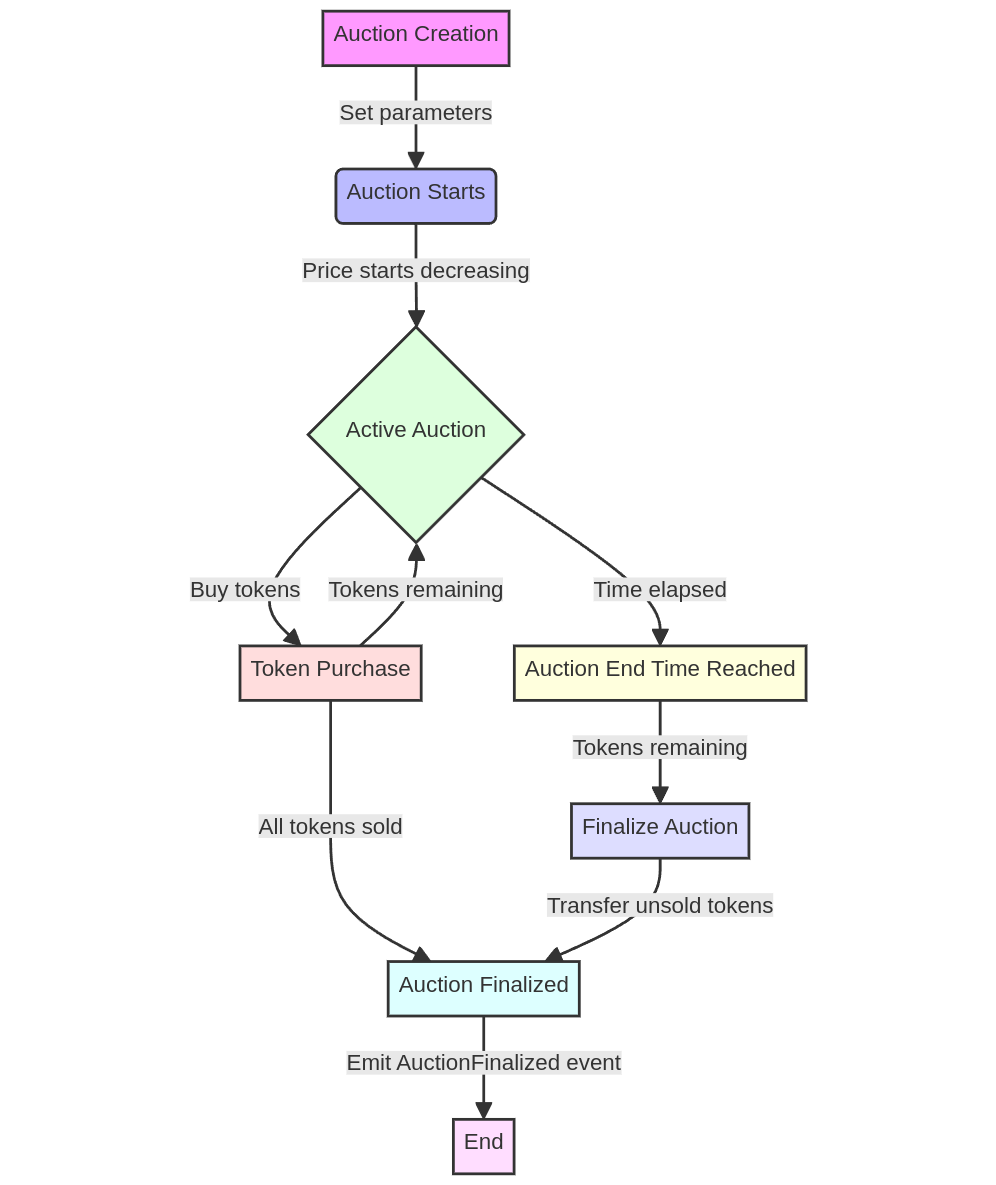 Auction Creation
Set parameters
Auction Starts
Price starts decreasing
Active Auction
Buy tokens
Tokens remaining
Time elapsed
Token Purchase
Auction End Time Reached
Tokens remaining
All tokens sold
Finalize Auction
Transfer unsold tokens
Auction Finalized
Emit AuctionFinalized event
End